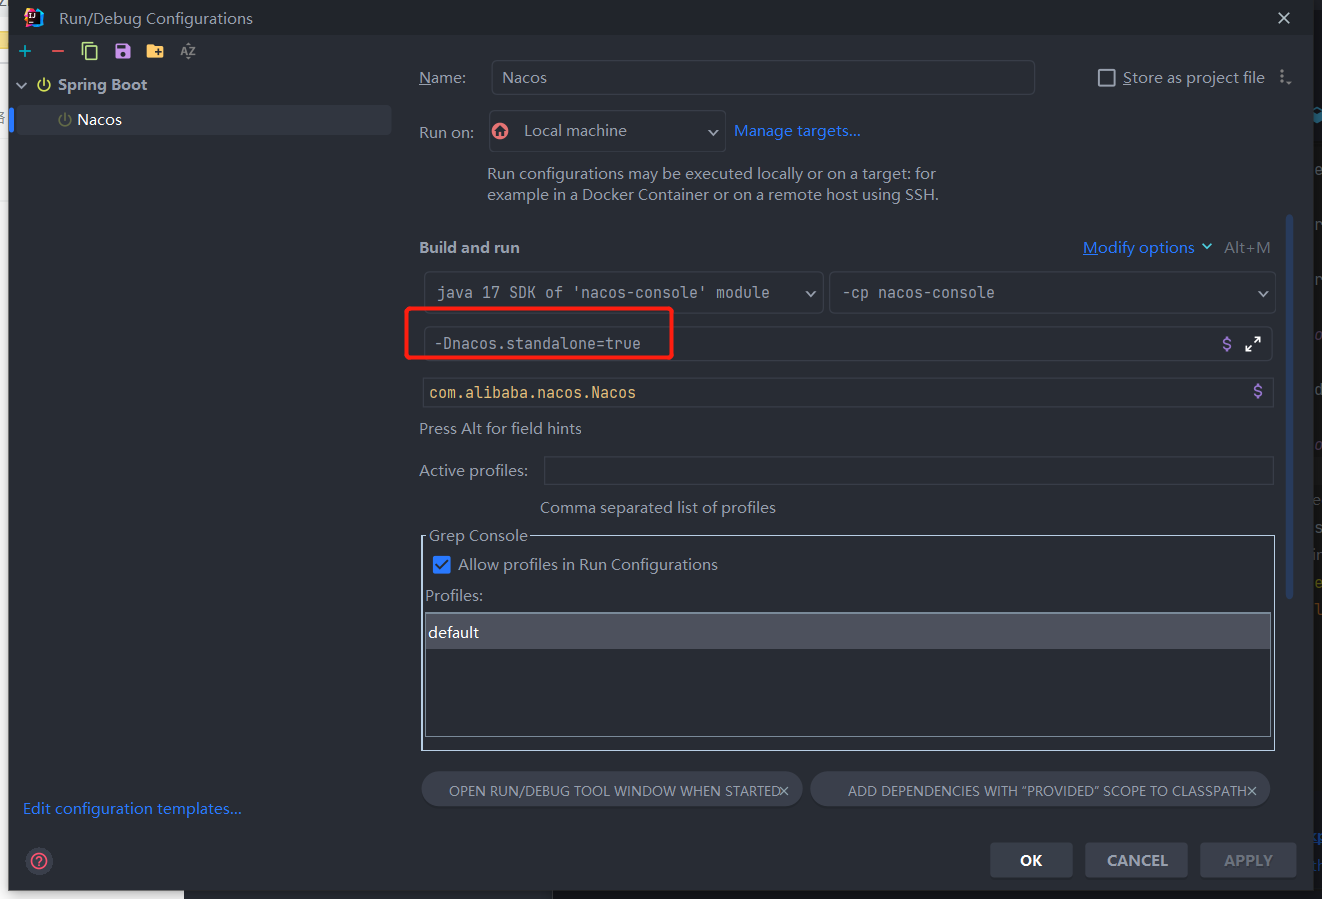 Run/Debug Configurations
Spring Boot
Nacos
Edit configuration templates...
Name:
Nacos
Store as project file
Run on:
Local machine
Manage targets...
Run configurations may be executed locally or on a target: for
example in a Docker Container or on a remote host using SSH.
Build and run
Modify options
Alt+M
java 17 SDK of 'nacos-console' module
-cp nacos-console
-Dnacos.standalone=true
com.alibaba.nacos.Nacos
Press Alt for field hints
Active profiles:
Comma separated list of profiles
Grep Console
Allow profiles in Run Configurations
Profiles:
default
OPEN RUN/DEBUG TOOL WINDOW WHEN STARTED
ADD DEPENDENCIES WITH “PROVIDED” SCOPE TO CLASSPATH
OK
CANCEL
APPLY